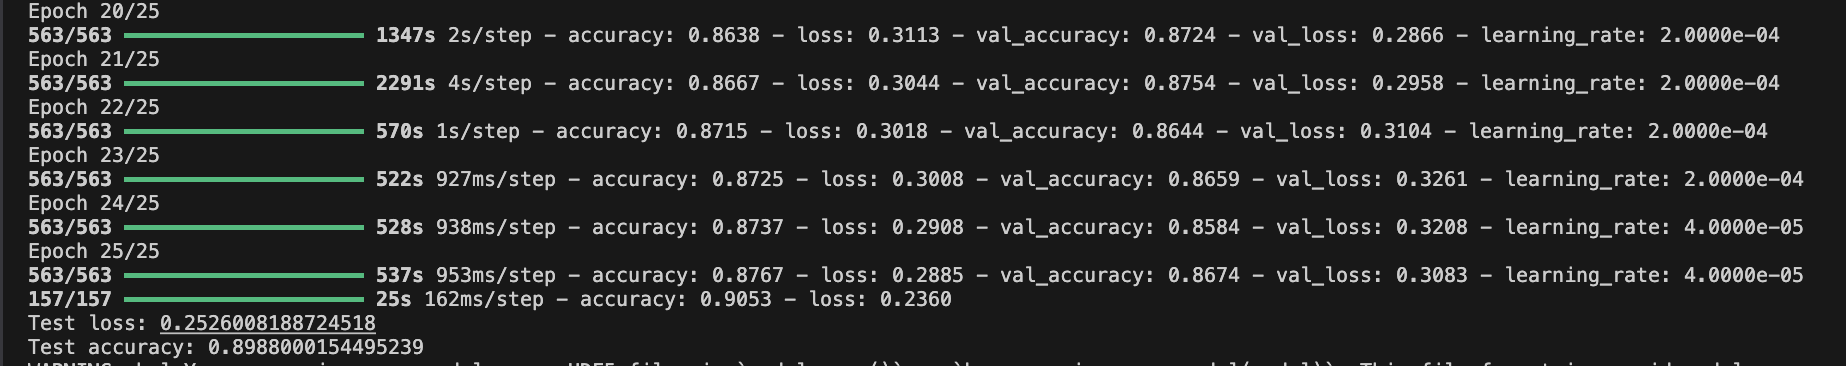 Epoch 20/25
563/563 1347s 2s/step - accuracy: 0.8638 - loss: 0.3113 - val_accuracy: 0.8724 - val_loss: 0.2866 - learning_rate: 2.0000e-04
Epoch 21/25
563/563 2291s 4s/step - accuracy: 0.8667 - loss: 0.3044 - val_accuracy: 0.8754 - val_loss: 0.2958 - learning_rate: 2.0000e-04
Epoch 22/25
563/563 570s 1s/step - accuracy: 0.8715 - loss: 0.3018 - val_accuracy: 0.8644 - val_loss: 0.3104 - learning_rate: 2.0000e-04
Epoch 23/25
563/563 522s 927ms/step - accuracy: 0.8725 - loss: 0.3008 - val_accuracy: 0.8659 - val_loss: 0.3261 - learning_rate: 2.0000e-04
Epoch 24/25
563/563 528s 938ms/step - accuracy: 0.8737 - loss: 0.2908 - val_accuracy: 0.8584 - val_loss: 0.3208 - learning_rate: 4.0000e-05
Epoch 25/25
563/563 537s 953ms/step - accuracy: 0.8767 - loss: 0.2885 - val_accuracy: 0.8674 - val_loss: 0.3083 - learning_rate: 4.0000e-05
157/157 25s 162ms/step - accuracy: 0.9053 - loss: 0.2360
Test loss: 0.2526008188724518
Test accuracy: 0.8988000154495239